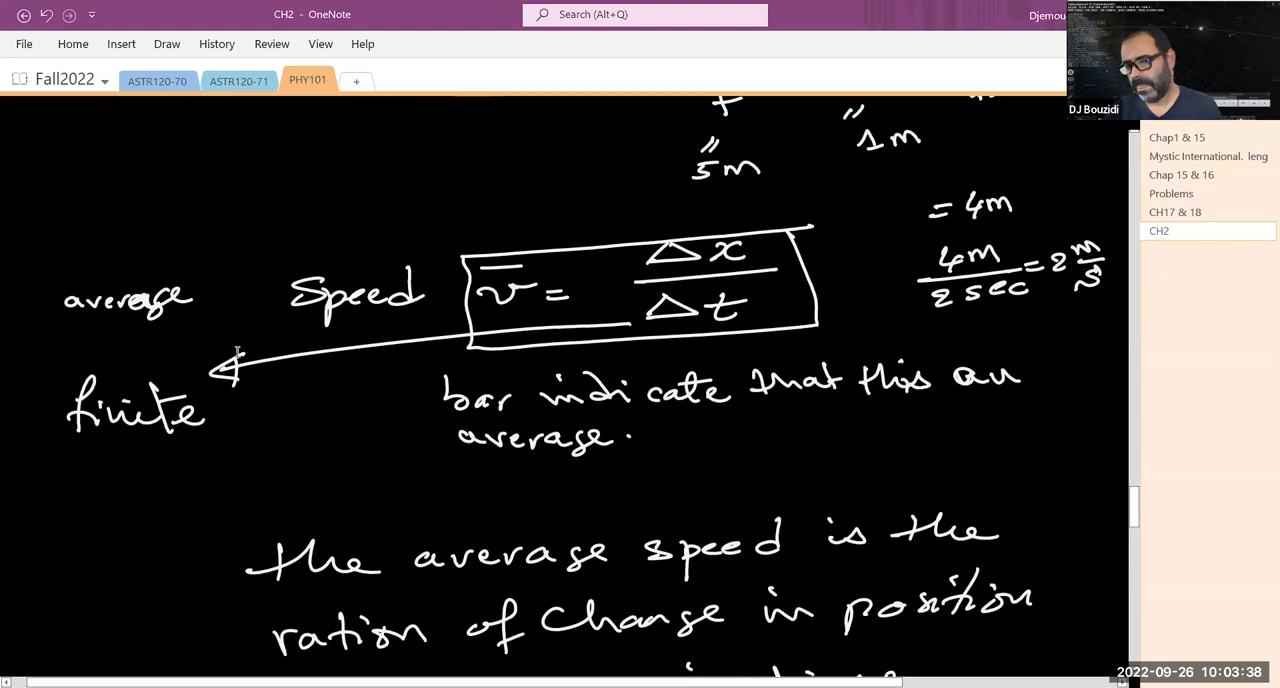 CH2 - OneNote
Search (Alt+Q)
Djemou
File Home Insert Draw History Review View Help
Fall2022
ASTR120-70
ASTR120-71
PHY101
+
DJ Bouzidi
Chap1 & 15
Mystic International. leng
Chap 15 & 16
Problems
CH17 & 18
CH2
" "
5m 1m
= 4m
4m / 2 sec = 2 m/s
average Speed v̅ = Δx / Δt
finite
bar indicate that this an
average.
the average speed is the
ration of change in position
2022-09-26 10:03:38